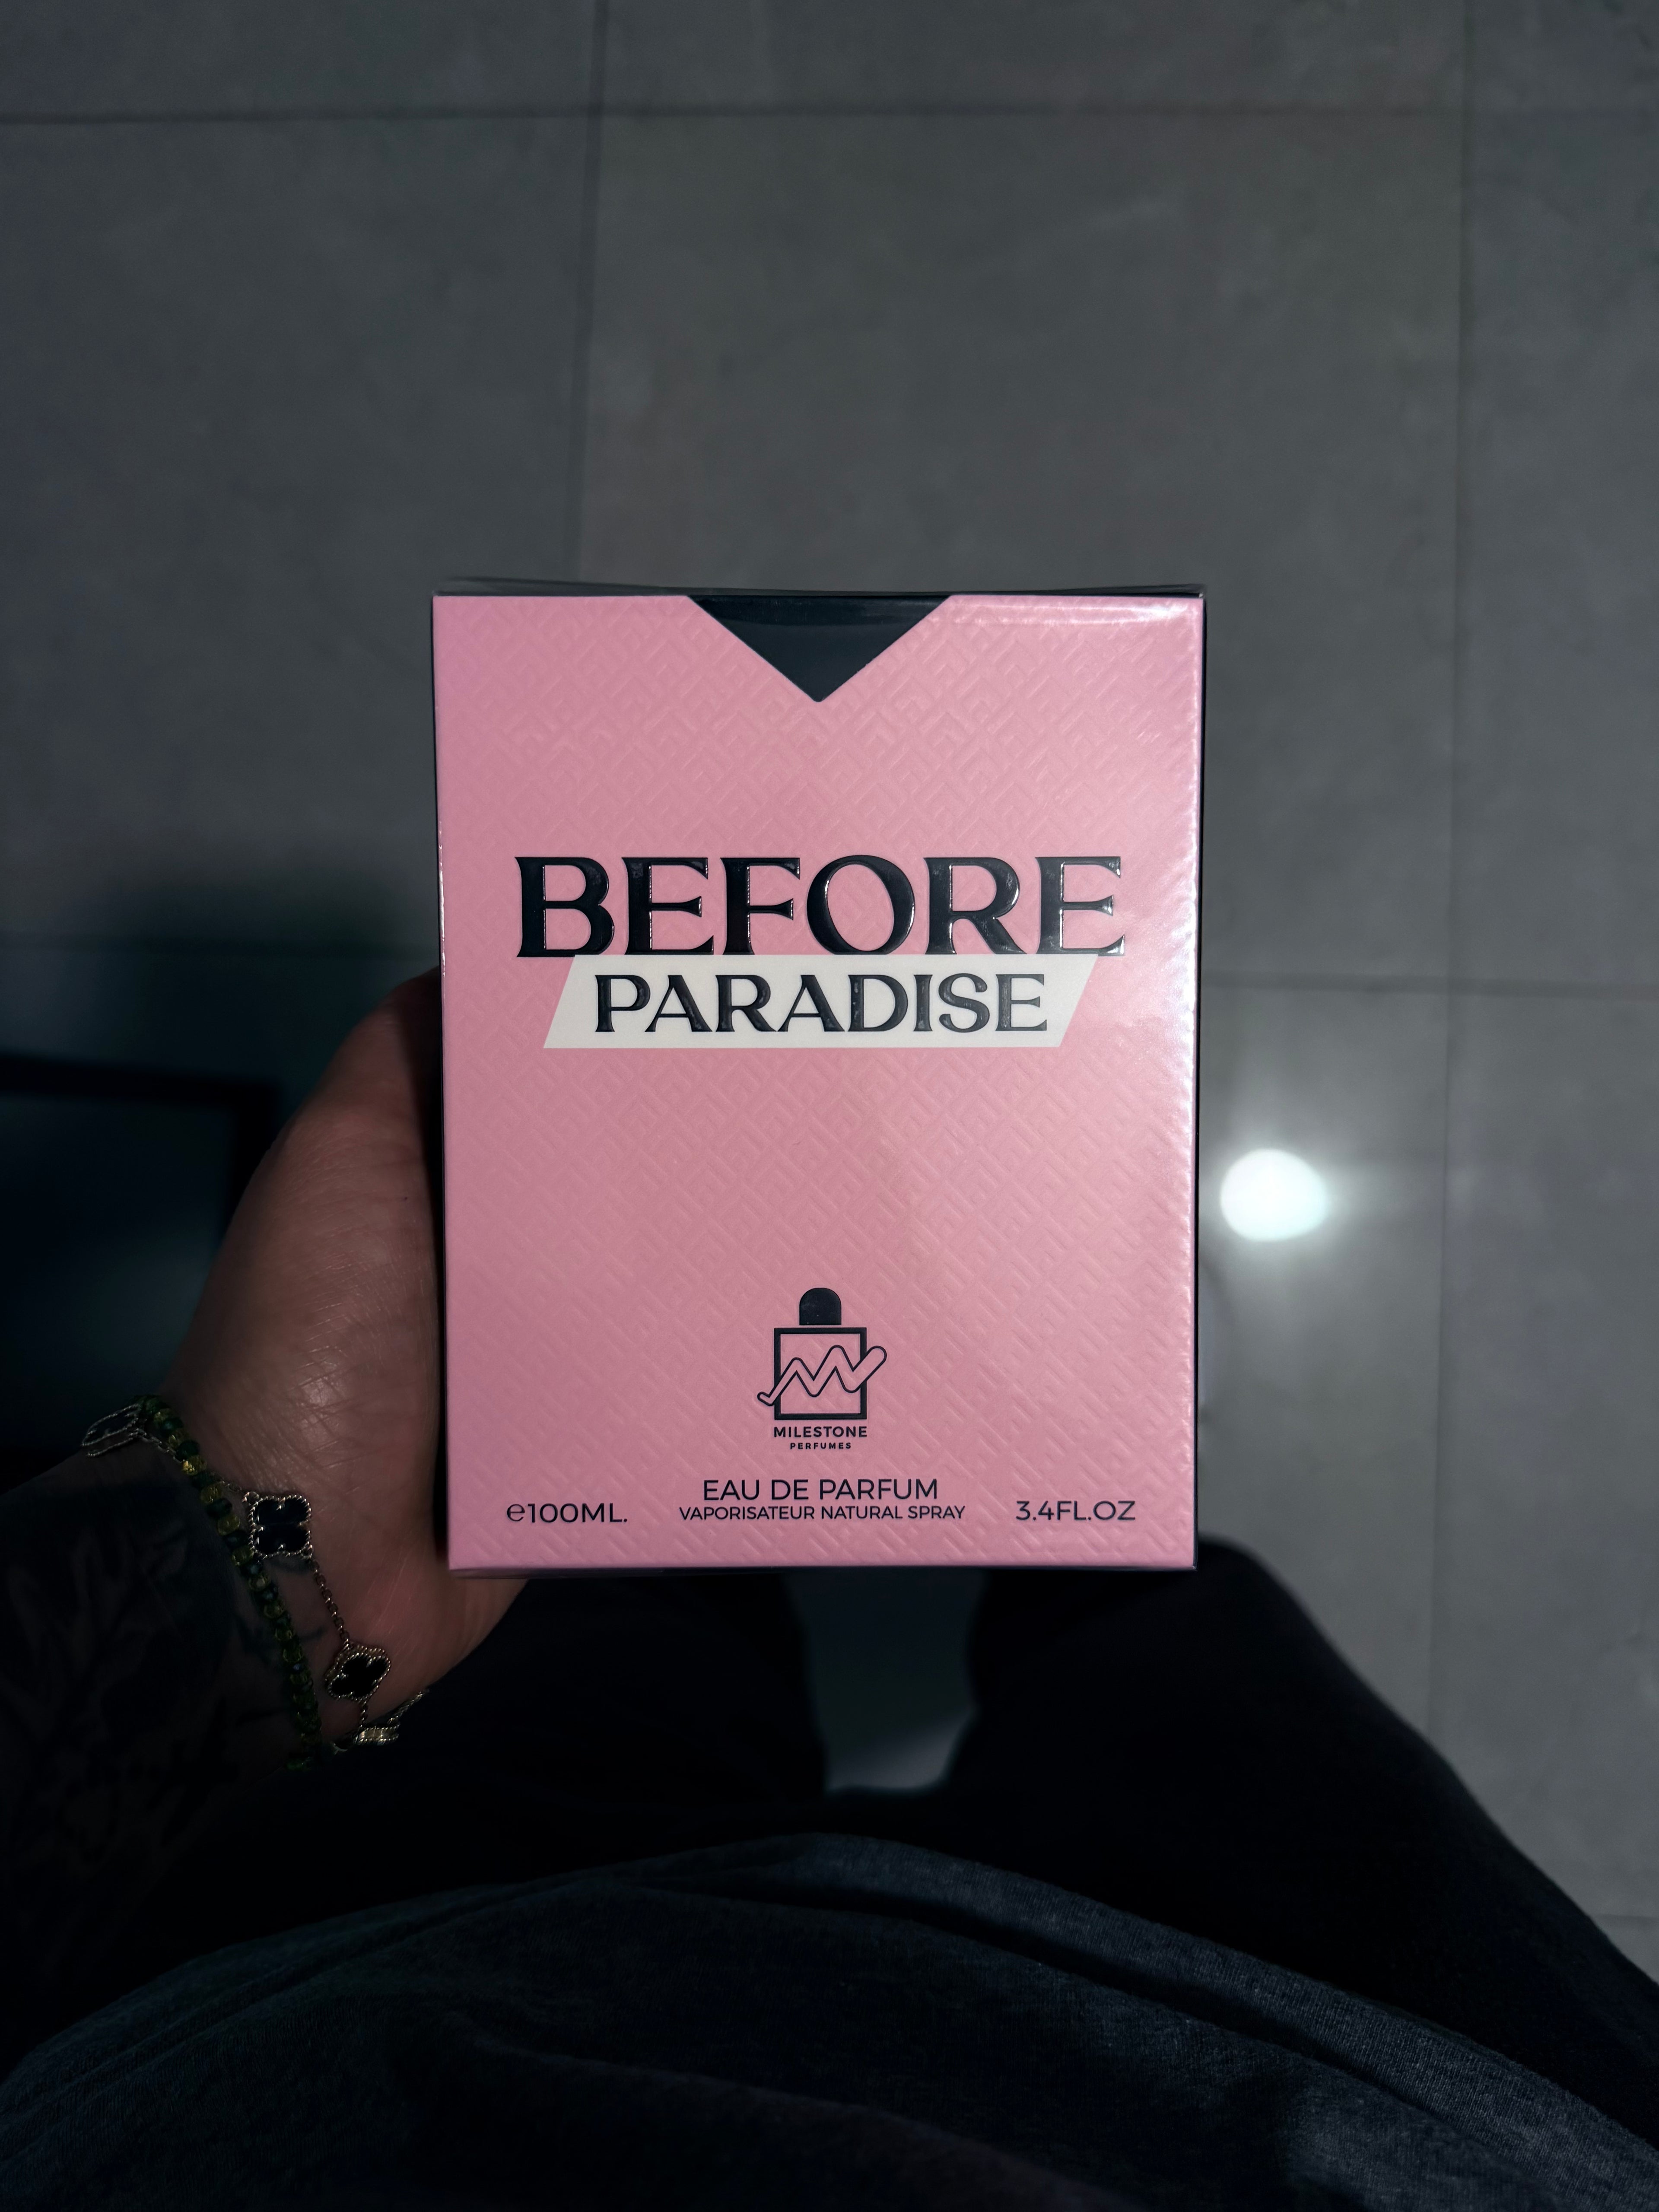 BEFORE
PARADISE
MILESTONE
PERFUMES
EAU DE PARFUM
℮100ML. VAPORISATEUR NATURAL SPRAY 3.4FL.OZ